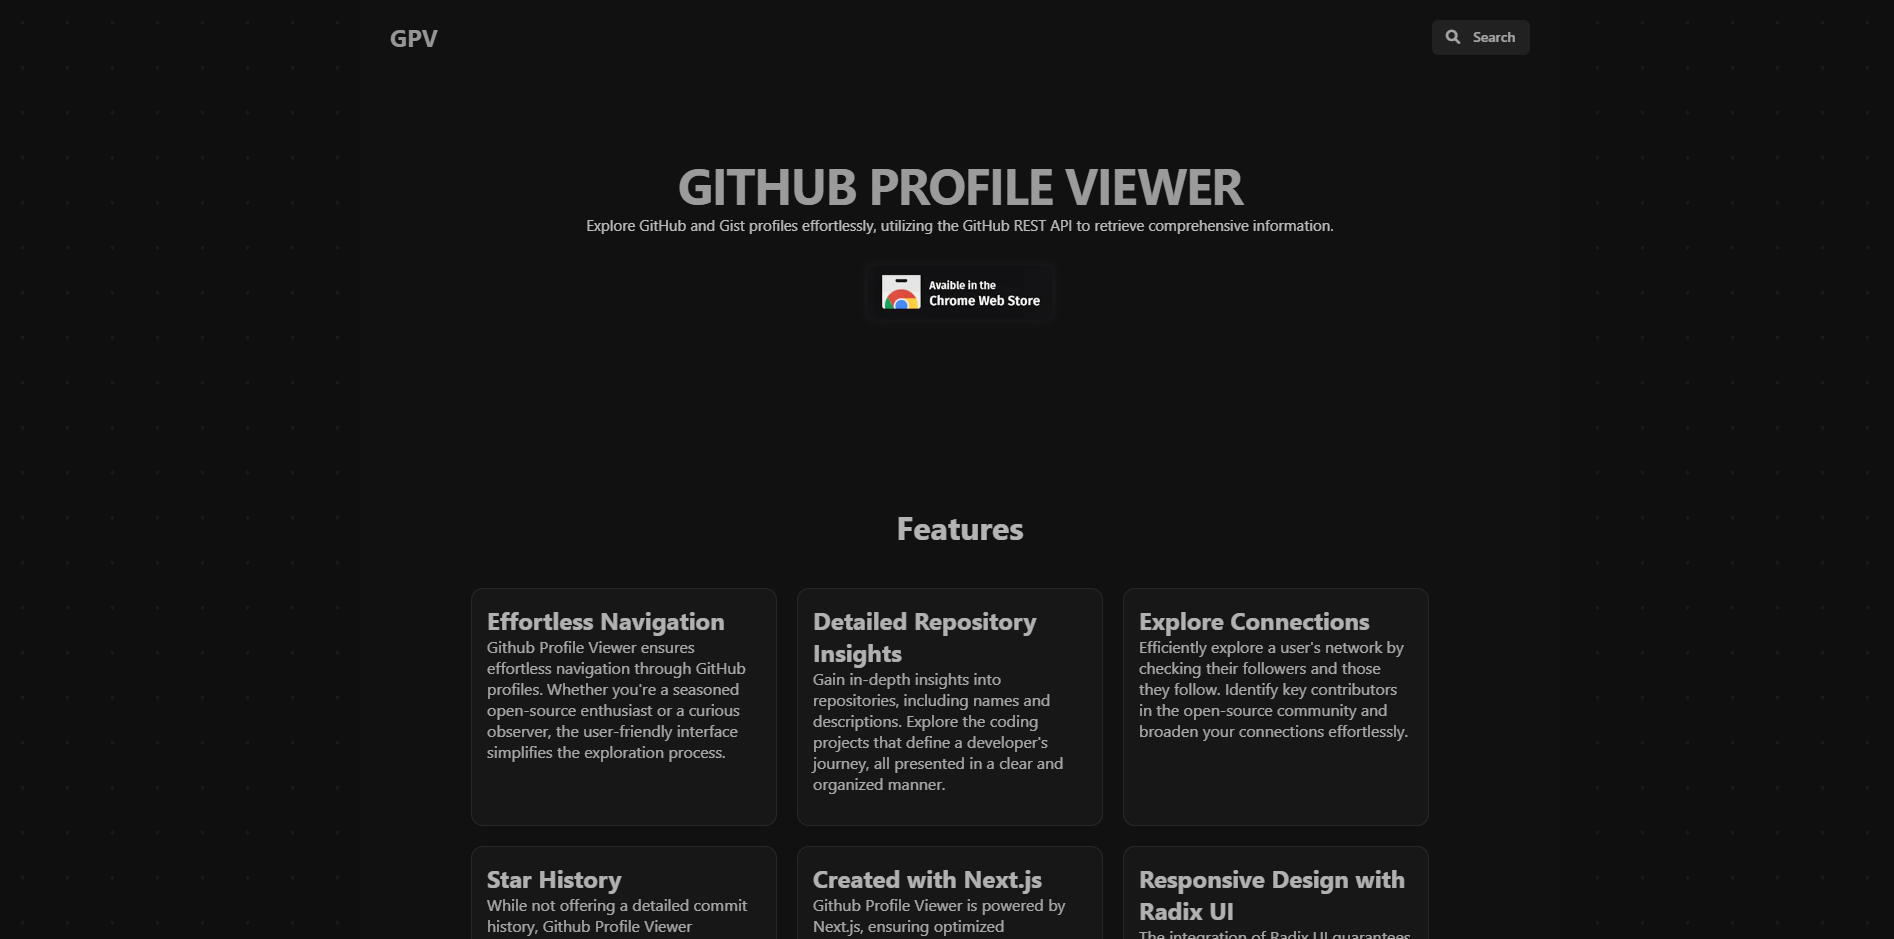 GPV
Search
GITHUB PROFILE VIEWER
Explore GitHub and Gist profiles effortlessly, utilizing the GitHub REST API to retrieve comprehensive information.
Avaible in the
Chrome Web Store
Features
Effortless Navigation
Github Profile Viewer ensures
effortless navigation through GitHub
profiles. Whether you're a seasoned
open-source enthusiast or a curious
observer, the user-friendly interface
simplifies the exploration process.
Detailed Repository
Insights
Gain in-depth insights into
repositories, including names and
descriptions. Explore the coding
projects that define a developer's
journey, all presented in a clear and
organized manner.
Explore Connections
Efficiently explore a user's network by
checking their followers and those
they follow. Identify key contributors
in the open-source community and
broaden your connections effortlessly.
Star History
While not offering a detailed commit
history, Github Profile Viewer
Created with Next.js
Github Profile Viewer is powered by
Next.js, ensuring optimized
Responsive Design with
Radix UI
The integration of Radix UI guarantees